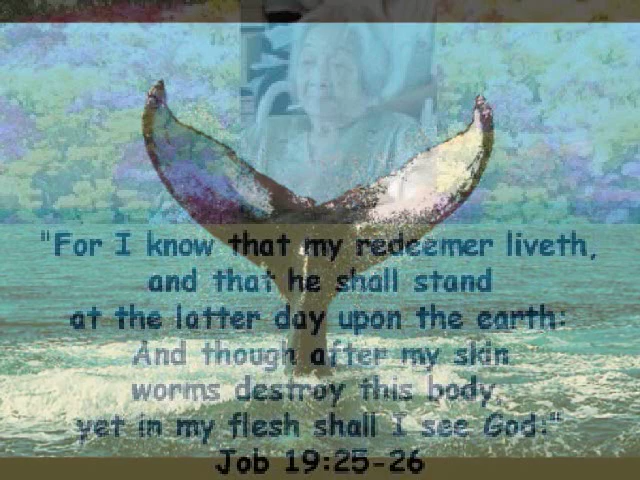 "For I know that my redeemer liveth,
and that he shall stand
at the latter day upon the earth:
And though after my skin
worms destroy this body,
yet in my flesh shall I see God:"
Job 19:25-26